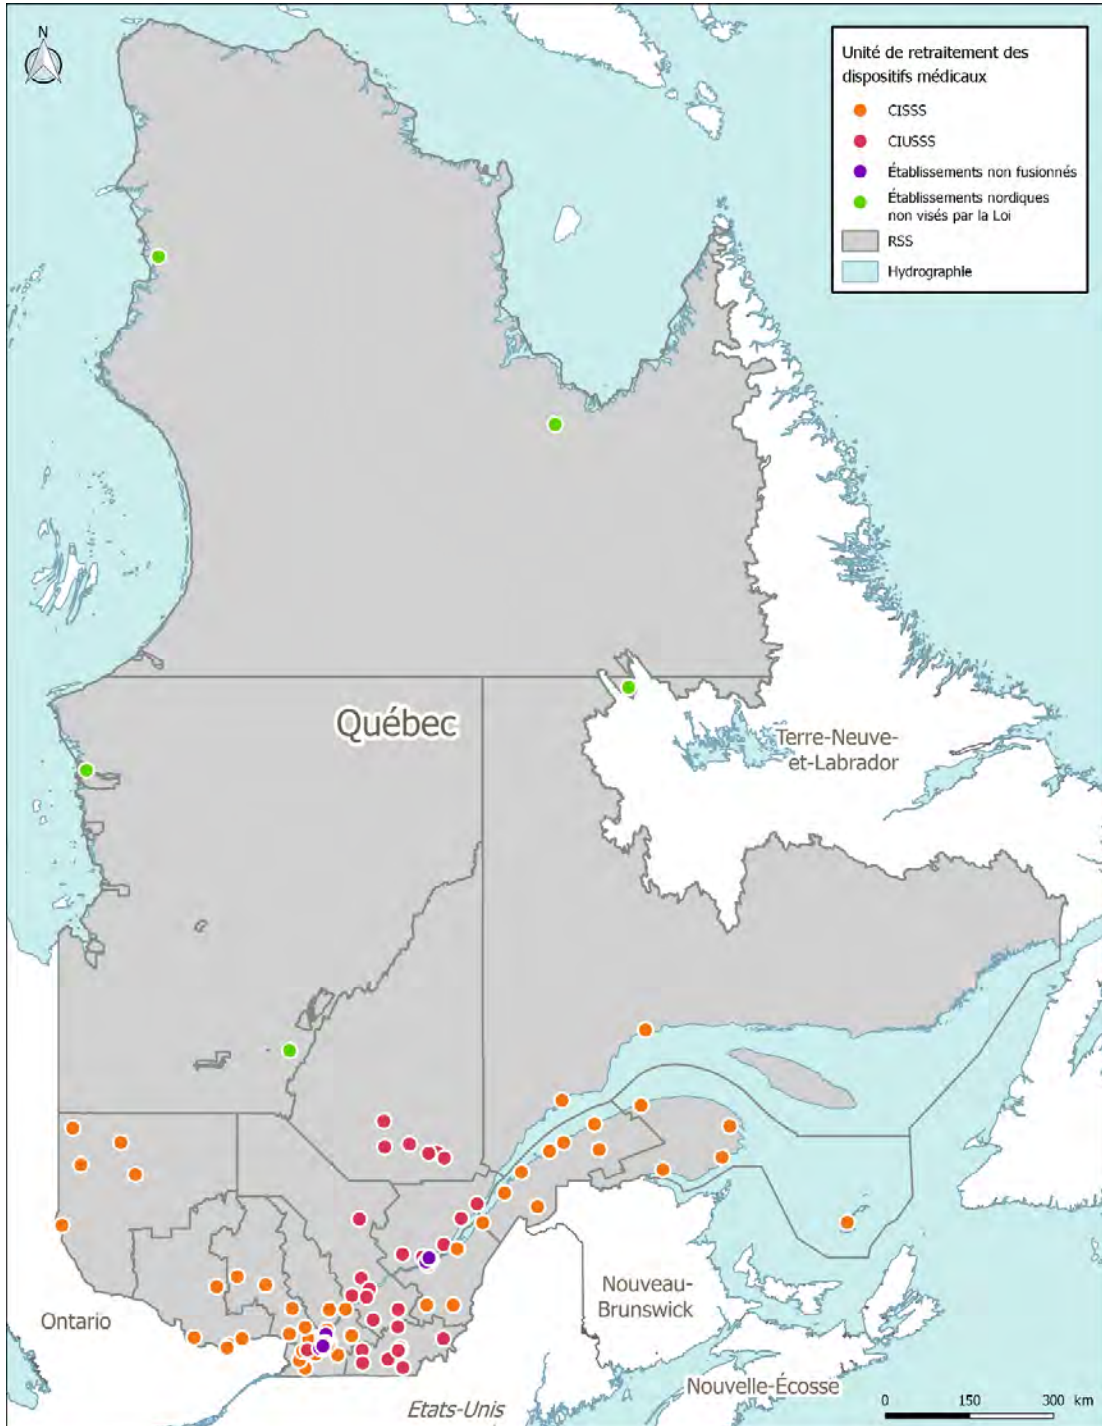 N
Unité de retraitement des
dispositifs médicaux
CISSS
CIUSSS
Établissements non fusionnés
Établissements nordiques
non visés par la Loi
RSS
Hydrographie
Québec
Terre-Neuve-
et-Labrador
Nouveau-
Brunswick
Ontario
Nouvelle-Écosse
Etats-Unis
0 150 300 km